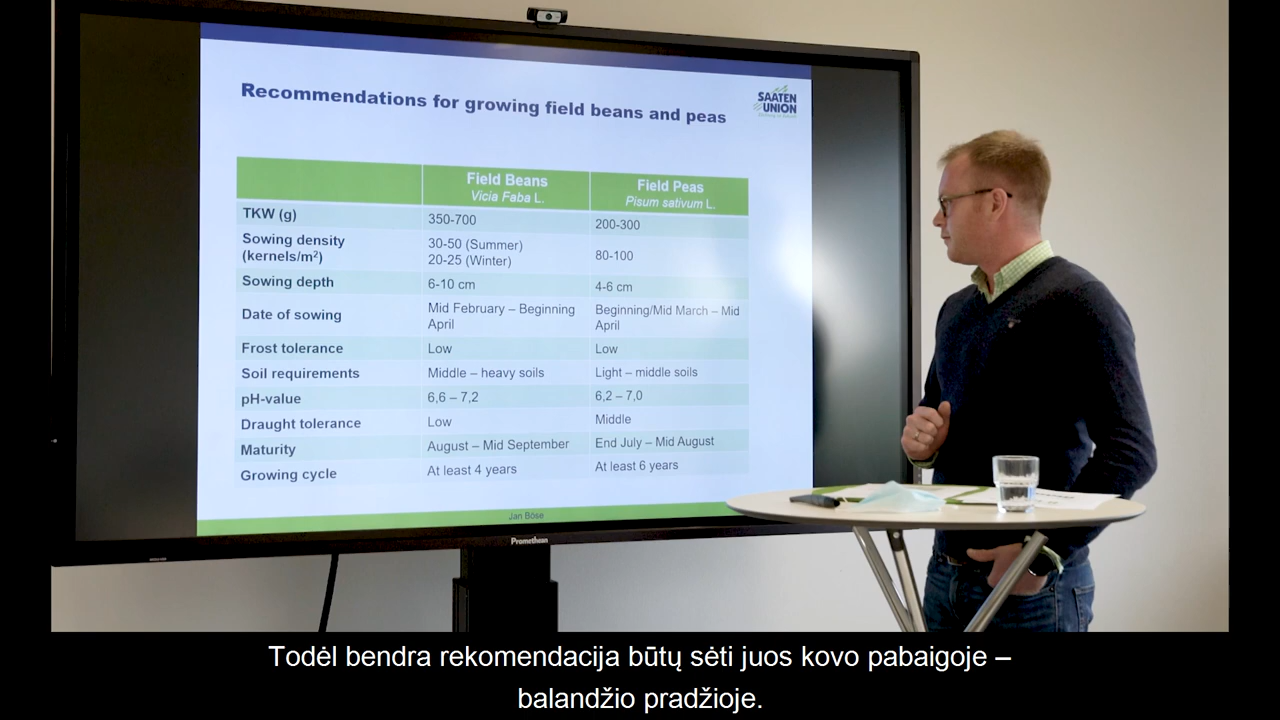 Recommendations for growing field beans and peas
SAATEN
UNION
Field Beans
Vicia Faba L.
Field Peas
Pisum sativum L.
TKW (g)
350-700
200-300
Sowing density
(kernels/m²)
30-50 (Summer)
20-25 (Winter)
80-100
Sowing depth
6-10 cm
4-6 cm
Date of sowing
Mid February – Beginning
April
Beginning/Mid March – Mid
April
Frost tolerance
Low
Low
Soil requirements
Middle – heavy soils
Light – middle soils
pH-value
6,6 – 7,2
6,2 – 7,0
Draught tolerance
Low
Middle
Maturity
August – Mid September
End July – Mid August
Growing cycle
At least 4 years
At least 6 years
Jan Böse
Promethean
Todėl bendra rekomendacija būtų sėti juos kovo pabaigoje –
balandžio pradžioje.